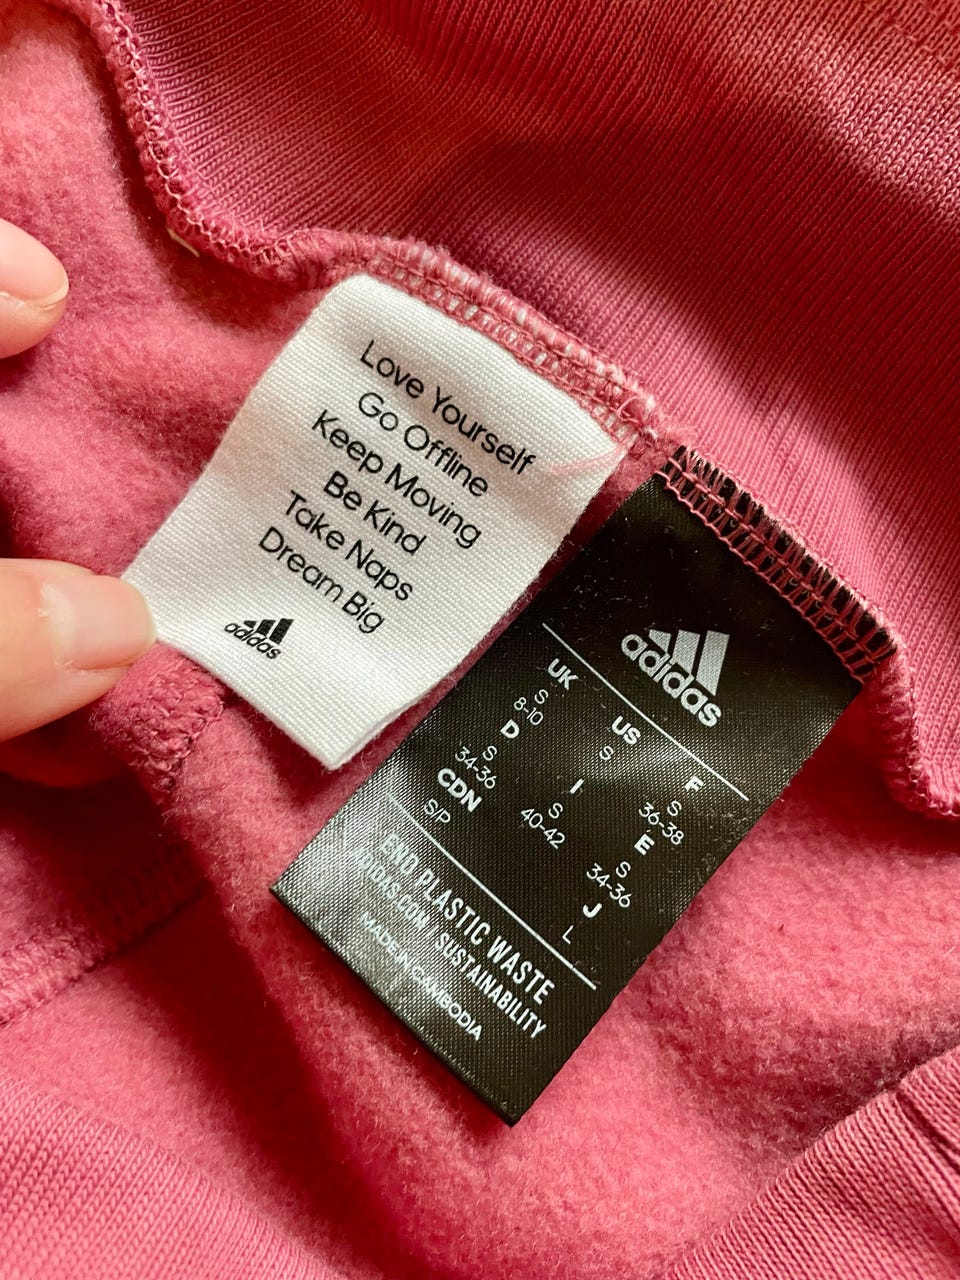 Love Yourself
Go Offline
Keep Moving
Be Kind
Take Naps
Dream Big
adidas
adidas
UK
S
8-10
US
S
F
S
36-38
D
S
34-36
I
S
40-42
E
S
34-36
CDN
S/P
J
L
END PLASTIC WASTE
ADIDAS.COM/SUSTAINABILITY
MADE IN CAMBODIA